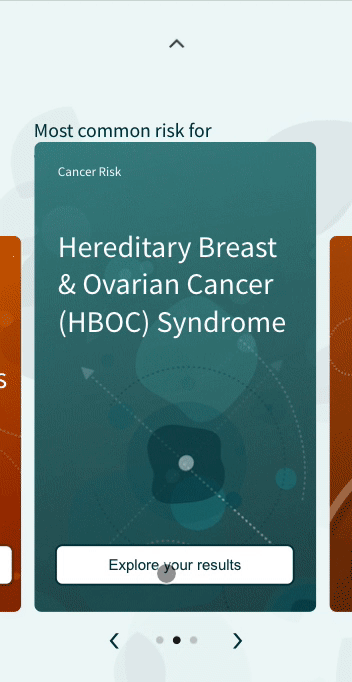 Most common risk for
Cancer Risk
Hereditary Breast
& Ovarian Cancer
(HBOC) Syndrome
s
Explore your results